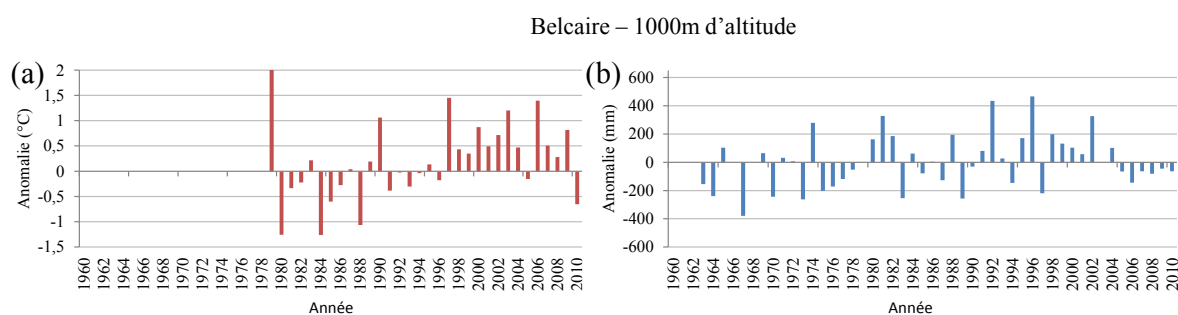 Belcaire – 1000m d'altitude
(a)
Anomalie (°C)
2
1,5
1
0,5
0
-0,5
-1
-1,5
1960 1962 1964 1966 1968 1970 1972 1974 1976 1978 1980 1982 1984 1986 1988 1990 1992 1994 1996 1998 2000 2002 2004 2006 2008 2010
Année
(b)
Anomalie (mm)
600
400
200
0
-200
-400
-600
1960 1962 1964 1966 1968 1970 1972 1974 1976 1978 1980 1982 1984 1986 1988 1990 1992 1994 1996 1998 2000 2002 2004 2006 2008 2010
Année